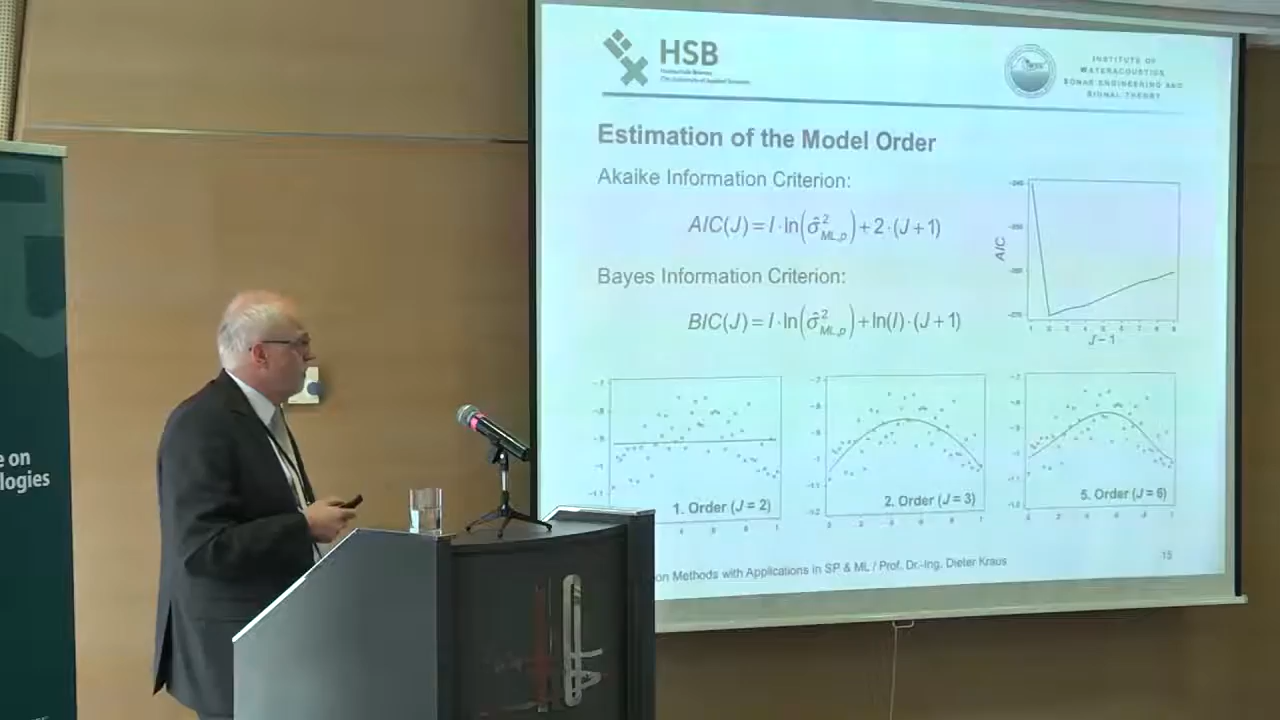 e on
logies
HSB
INSTITUTE OF
WATERACOUSTICS
SONAR ENGINEERING AND
SIGNAL THEORY
Estimation of the Model Order
Akaike Information Criterion:
AIC(J) = I · ln(σ̂²_ML,p) + 2 · (J + 1)
Bayes Information Criterion:
BIC(J) = I · ln(σ̂²_ML,p) + ln(I) · (J + 1)
AIC
J – 1
1. Order (J = 2)
2. Order (J = 3)
5. Order (J = 6)
on Methods with Applications in SP & ML / Prof. Dr.-Ing. Dieter Kraus
15